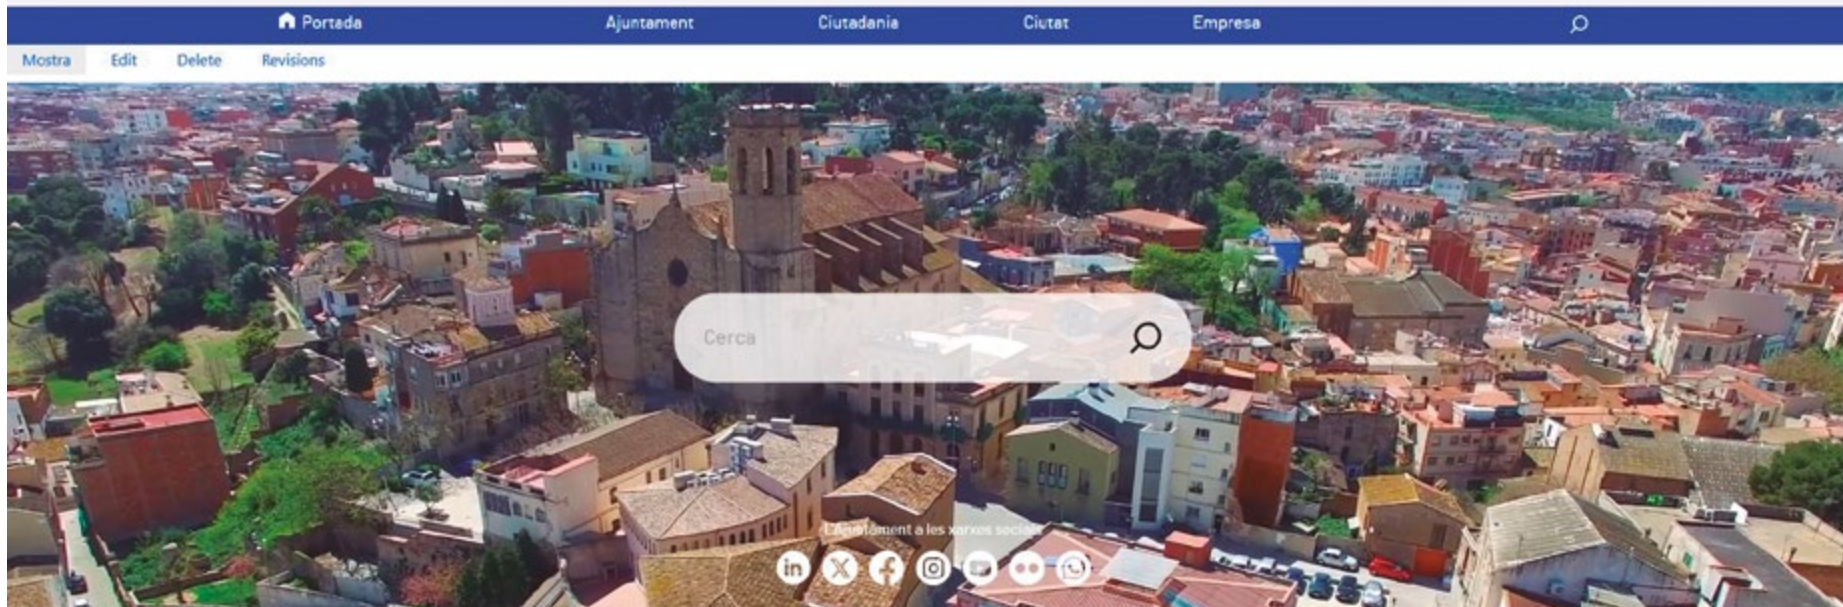 Portada Ajuntament Ciutadania Ciutat Empresa
Mostra Edit Delete Revisions
Cerca
L'Ajuntament a les xarxes socials